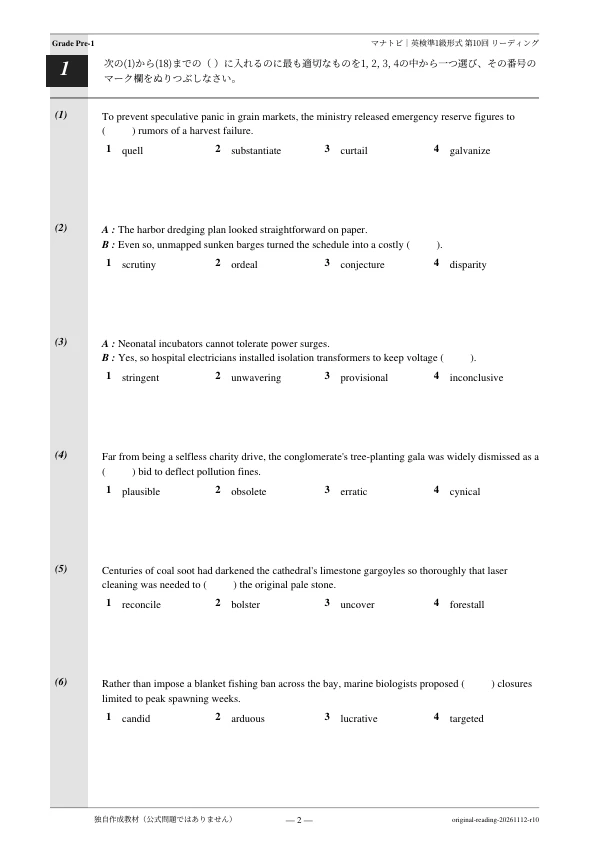 Grade Pre-1
マナトビ｜英検準1級形式 第10回 リーディング
1
次の(1)から(18)までの（ ）に入れるのに最も適切なものを1, 2, 3, 4の中から一つ選び、その番号の
マーク欄をぬりつぶしなさい。
(1)
To prevent speculative panic in grain markets, the ministry released emergency reserve figures to
(          ) rumors of a harvest failure.
1 quell 2 substantiate 3 curtail 4 galvanize
(2)
A : The harbor dredging plan looked straightforward on paper.
B : Even so, unmapped sunken barges turned the schedule into a costly (          ).
1 scrutiny 2 ordeal 3 conjecture 4 disparity
(3)
A : Neonatal incubators cannot tolerate power surges.
B : Yes, so hospital electricians installed isolation transformers to keep voltage (          ).
1 stringent 2 unwavering 3 provisional 4 inconclusive
(4)
Far from being a selfless charity drive, the conglomerate's tree-planting gala was widely dismissed as a
(          ) bid to deflect pollution fines.
1 plausible 2 obsolete 3 erratic 4 cynical
(5)
Centuries of coal soot had darkened the cathedral's limestone gargoyles so thoroughly that laser
cleaning was needed to (          ) the original pale stone.
1 reconcile 2 bolster 3 uncover 4 forestall
(6)
Rather than impose a blanket fishing ban across the bay, marine biologists proposed (          ) closures
limited to peak spawning weeks.
1 candid 2 arduous 3 lucrative 4 targeted
独自作成教材（公式問題ではありません）
— 2 —
original-reading-20261112-r10